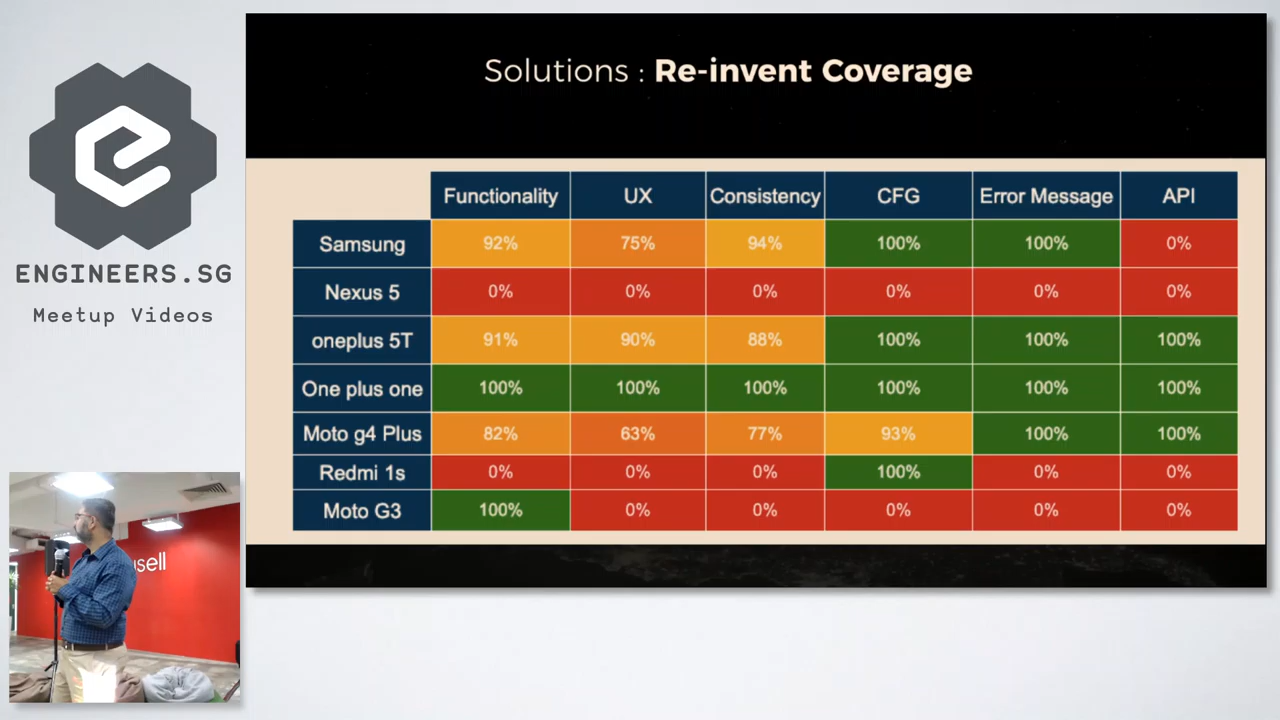 Solutions : Re-invent Coverage
Functionality UX Consistency CFG Error Message API
Samsung 92% 75% 94% 100% 100% 0%
Nexus 5 0% 0% 0% 0% 0% 0%
oneplus 5T 91% 90% 88% 100% 100% 100%
One plus one 100% 100% 100% 100% 100% 100%
Moto g4 Plus 82% 63% 77% 93% 100% 100%
Redmi 1s 0% 0% 0% 100% 0% 0%
Moto G3 100% 0% 0% 0% 0% 0%
ENGINEERS.SG
Meetup Videos